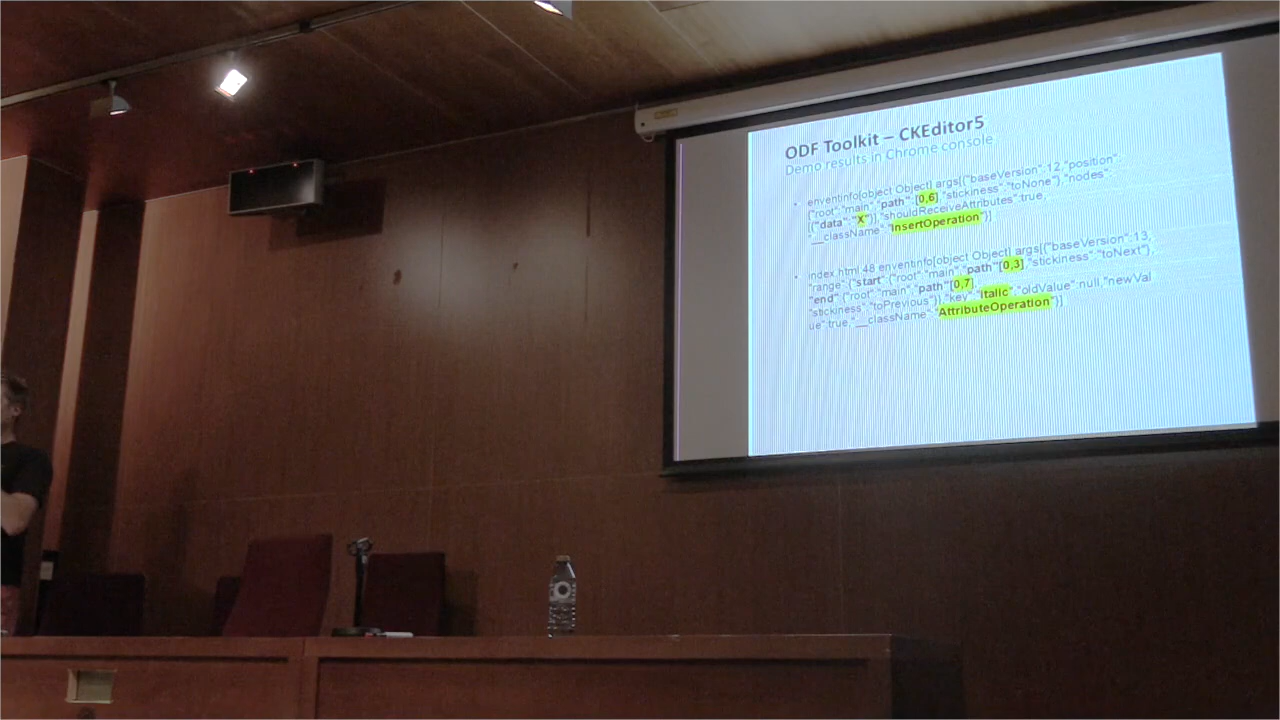 ODF Toolkit – CKEditor5
Demo results in Chrome console
• enventinfo[object Object] args[{"baseVersion":12,"position":
{"root":"main","path":[0,6],"stickiness":"toNone"},"nodes":
[{"data":"X"}],"shouldReceiveAttributes":true,
"__className":"InsertOperation"}]
• index.html:48 enventinfo[object Object] args[{"baseVersion":13,
"range":{"start":{"root":"main","path"[0,3],"stickiness":"toNext"},
"end":{"root":"main","path"[0,7],
"stickiness":"toPrevious"}},"key":"italic","oldValue":null,"newVal
ue":true,"__className":"AttributeOperation"}]